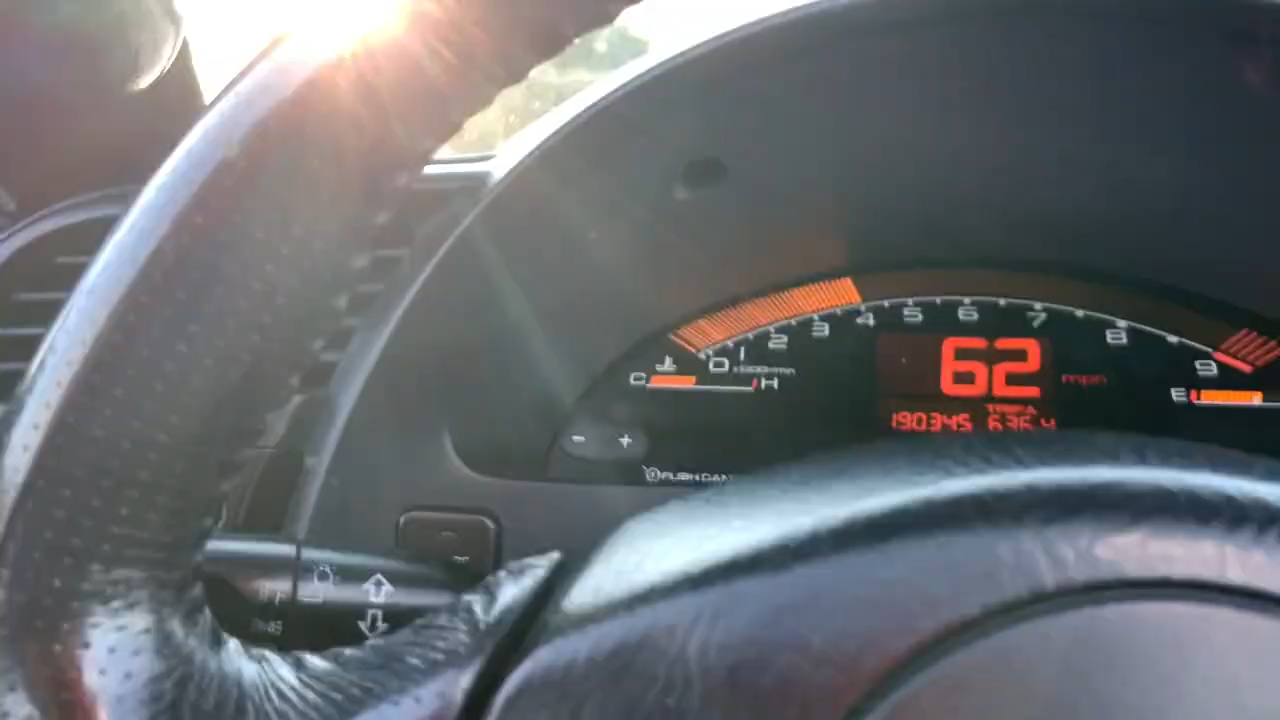 0 1 2 3 4 5 6 7 8 9
x1000r/min
C H
62 mph
E
TRIP A
190345 636.4
- +